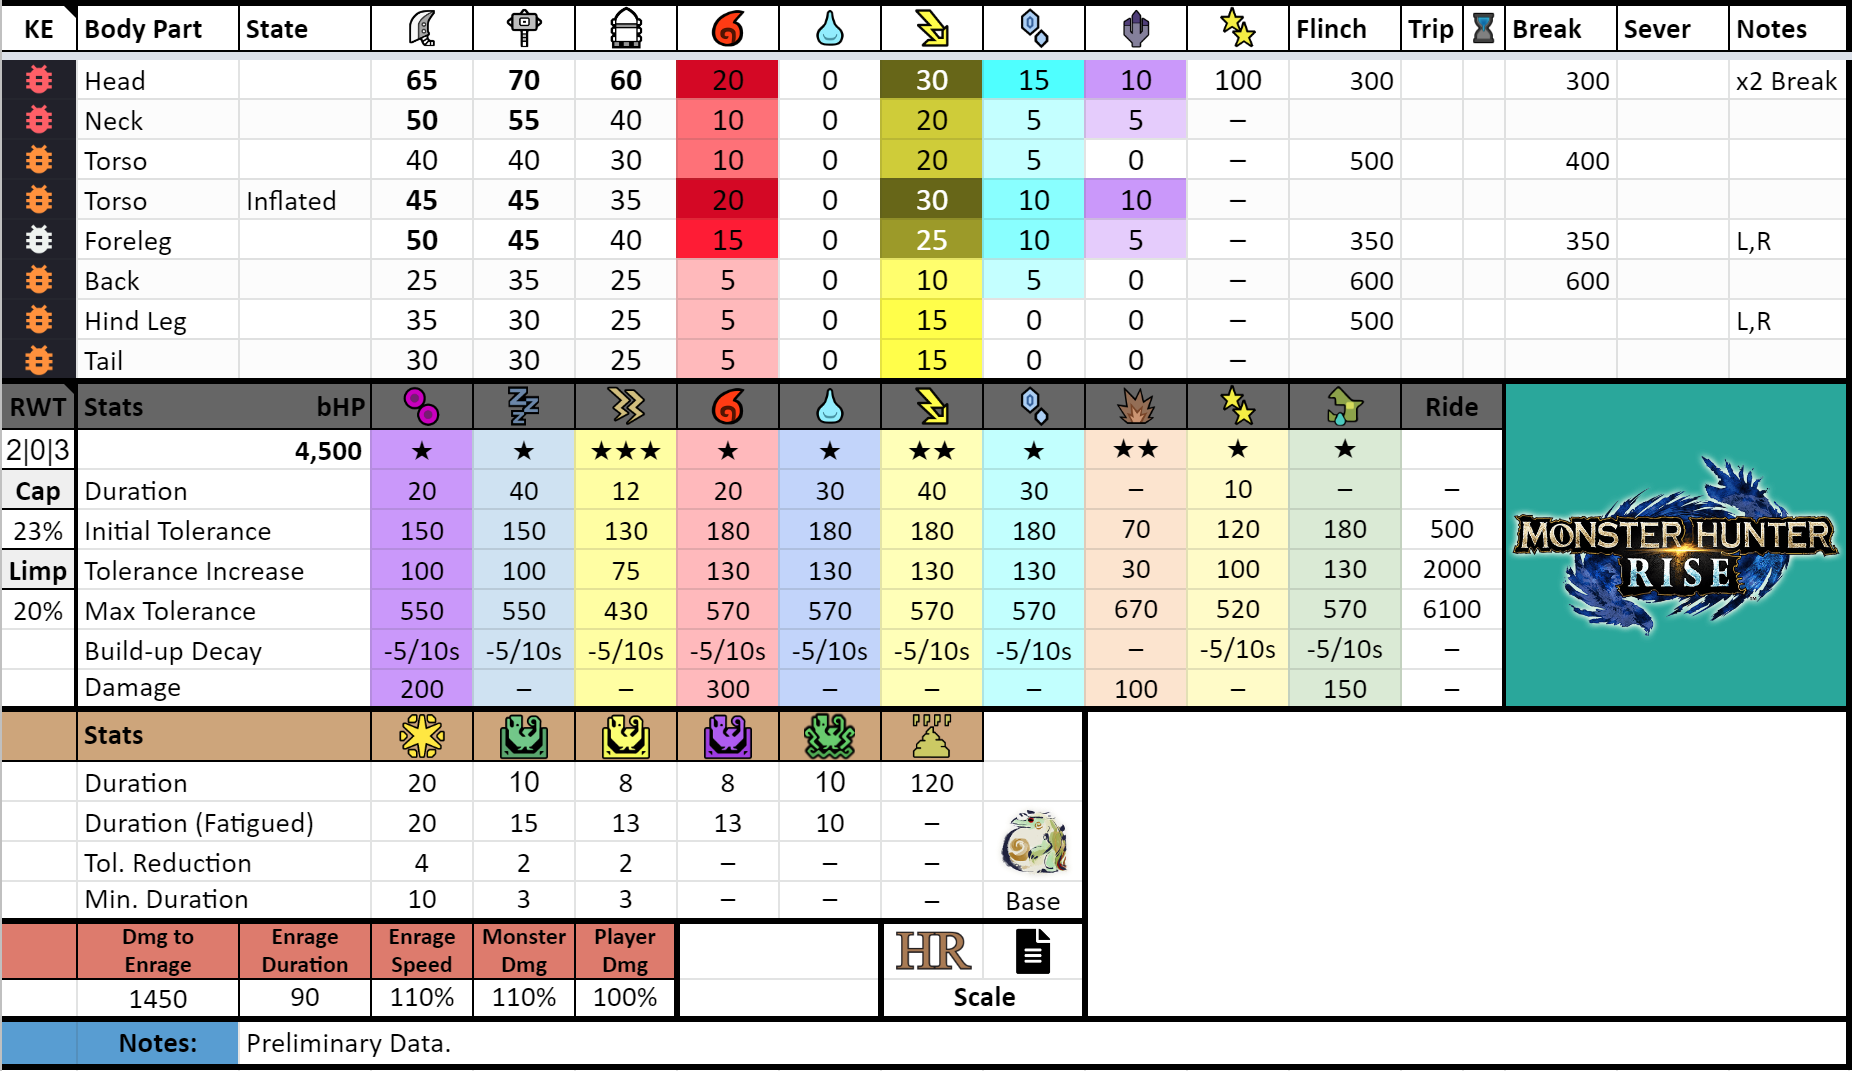 KE Body Part State Flinch Trip Break Sever Notes
Head 65 70 60 20 0 30 15 10 100 300 300 x2 Break
Neck 50 55 40 10 0 20 5 5 –
Torso 40 40 30 10 0 20 5 0 – 500 400
Torso Inflated 45 45 35 20 0 30 10 10 –
Foreleg 50 45 40 15 0 25 10 5 – 350 350 L,R
Back 25 35 25 5 0 10 5 0 – 600 600
Hind Leg 35 30 25 5 0 15 0 0 – 500 L,R
Tail 30 30 25 5 0 15 0 0 –
RWT Stats bHP Ride
2|0|3 4,500 ★ ★ ★★★ ★ ★ ★★ ★ ★★ ★ ★
Cap Duration 20 40 12 20 30 40 30 – 10 – –
23% Initial Tolerance 150 150 130 180 180 180 180 70 120 180 500
Limp Tolerance Increase 100 100 75 130 130 130 130 30 100 130 2000
20% Max Tolerance 550 550 430 570 570 570 570 670 520 570 6100
Build-up Decay -5/10s -5/10s -5/10s -5/10s -5/10s -5/10s -5/10s – -5/10s -5/10s –
Damage 200 – – 300 – – – 100 – 150 –
MONSTER HUNTER
RISE
Stats
Duration 20 10 8 8 10 120
Duration (Fatigued) 20 15 13 13 10 –
Tol. Reduction 4 2 2 – – –
Min. Duration 10 3 3 – – – Base
Dmg to Enrage Enrage Monster Player
Enrage Duration Speed Dmg Dmg
HR
1450 90 110% 110% 100% Scale
Notes: Preliminary Data.